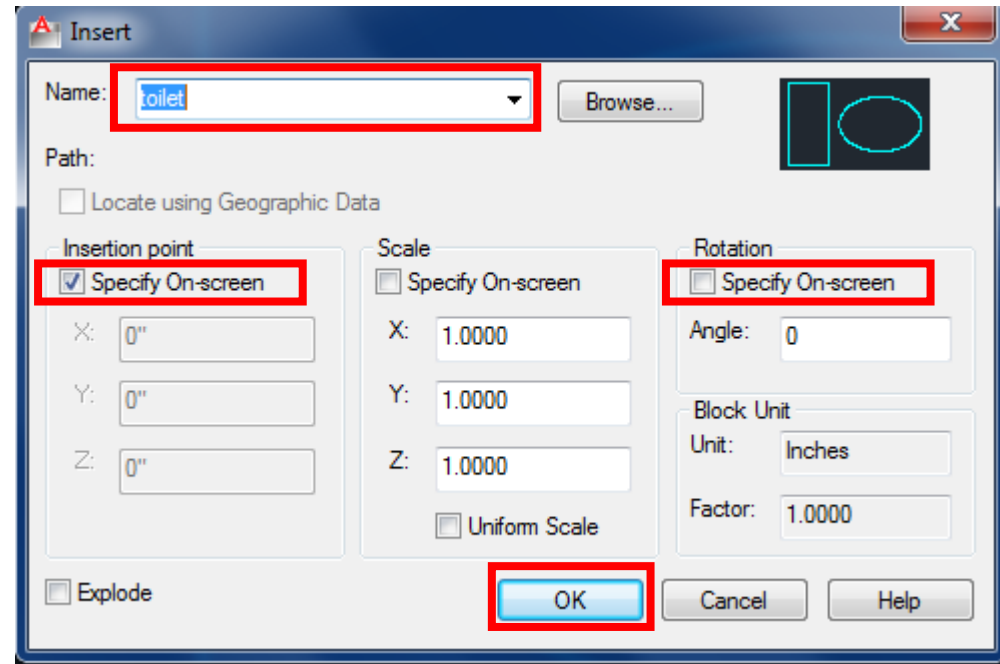 Insert
Name: toilet Browse...
Path:
Locate using Geographic Data
Insertion point
Specify On-screen
X: 0"
Y: 0"
Z: 0"
Scale
Specify On-screen
X: 1.0000
Y: 1.0000
Z: 1.0000
Uniform Scale
Rotation
Specify On-screen
Angle: 0
Block Unit
Unit: Inches
Factor: 1.0000
Explode OK Cancel Help